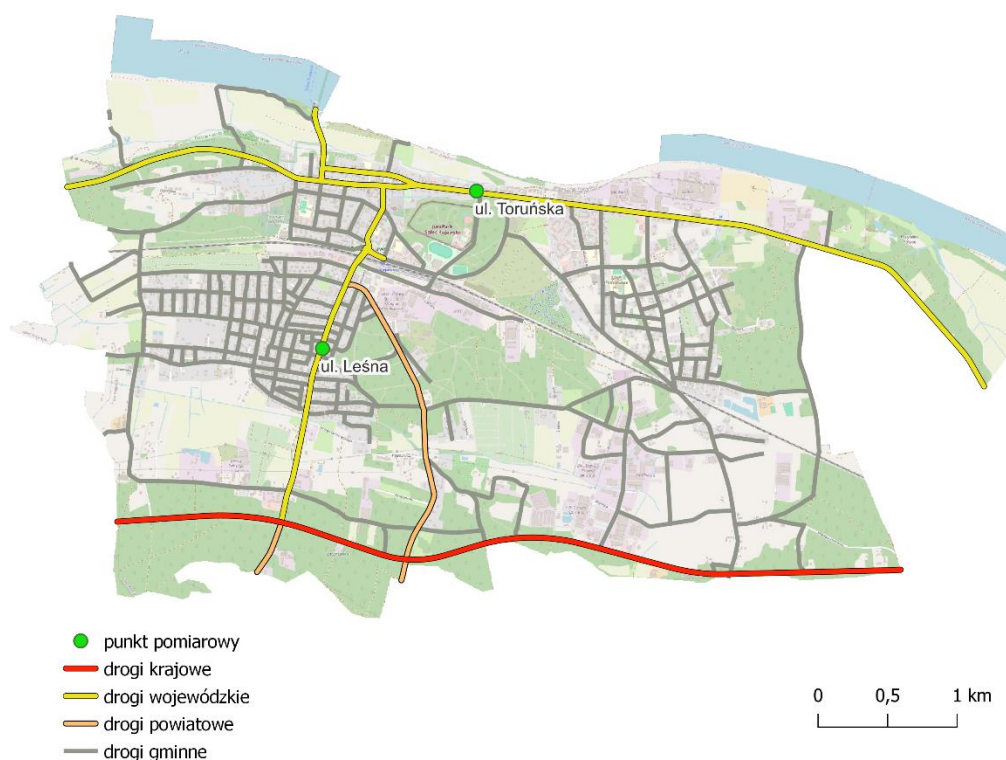 ul. Toruńska
ul. Leśna
punkt pomiarowy
drogi krajowe
drogi wojewódzkie
drogi powiatowe
drogi gminne
0 0,5 1 km